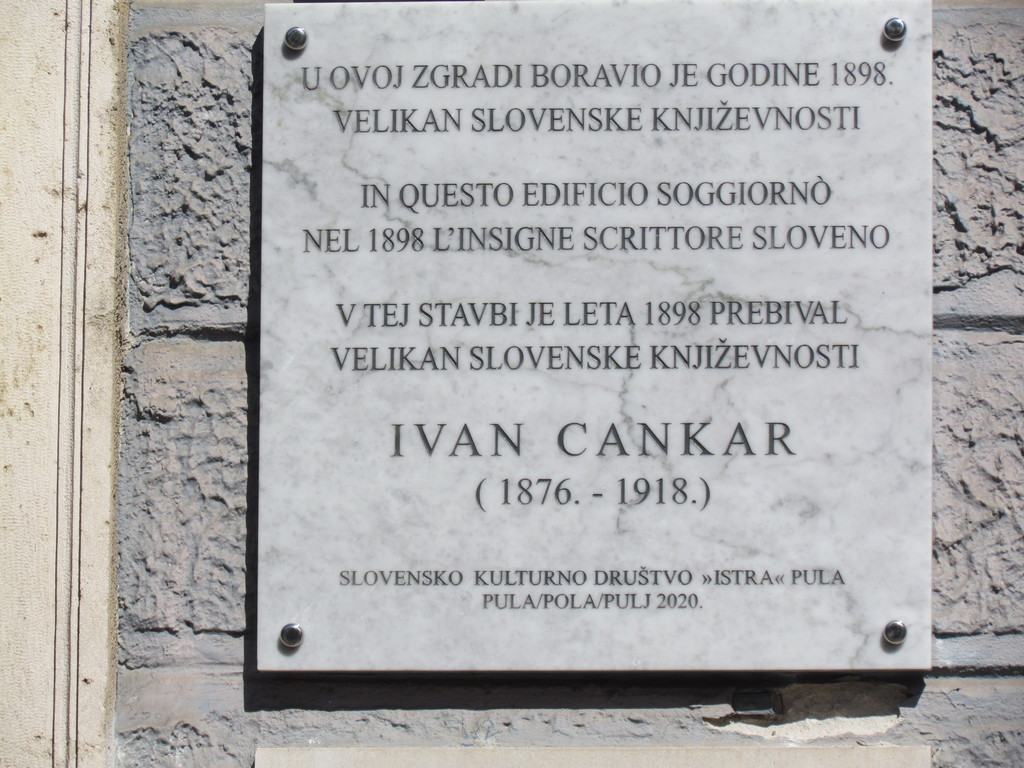 U OVOJ ZGRADI BORAVIO JE GODINE 1898.
VELIKAN SLOVENSKE KNJIŽEVNOSTI
IN QUESTO EDIFICIO SOGGIORNÒ
NEL 1898 L’INSIGNE SCRITTORE SLOVENO
V TEJ STAVBI JE LETA 1898 PREBIVAL
VELIKAN SLOVENSKE KNJIŽEVNOSTI
IVAN CANKAR
( 1876. - 1918.)
SLOVENSKO KULTURNO DRUŠTVO »ISTRA« PULA
PULA/POLA/PULJ 2020.